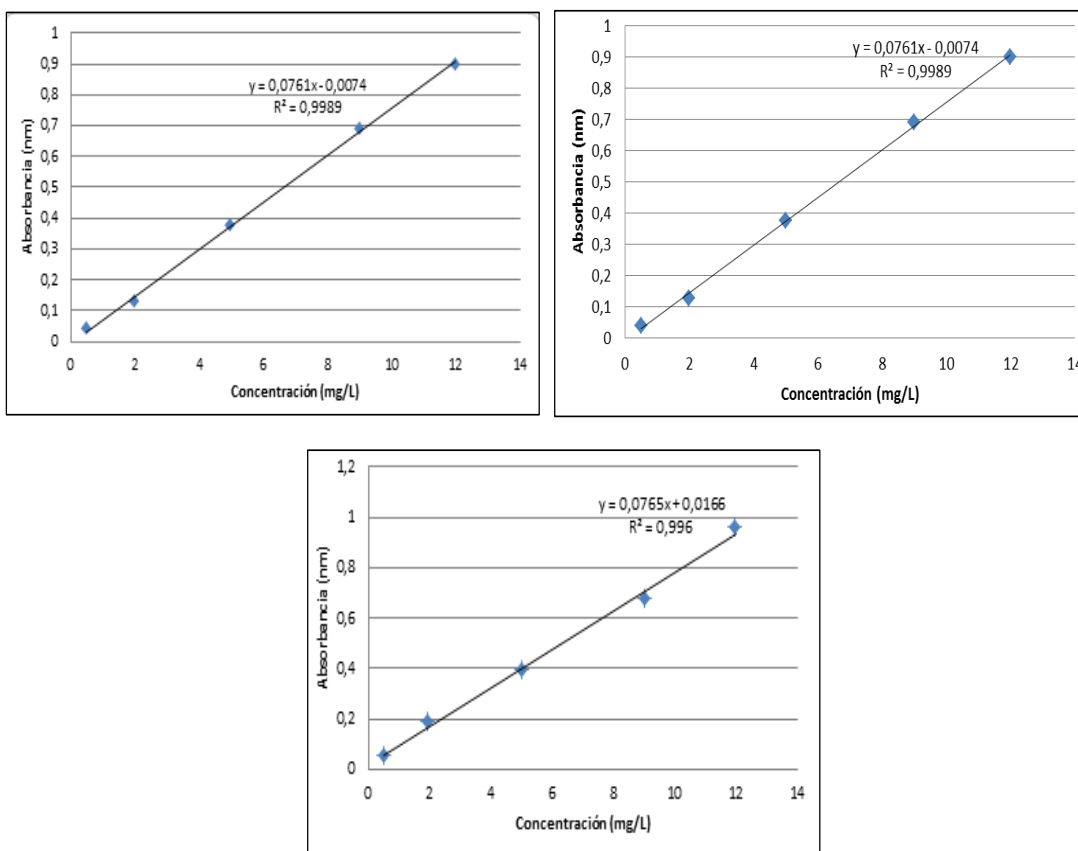 1
0,9
0,8
0,7
0,6
0,5
0,4
0,3
0,2
0,1
0
y = 0,0761x - 0,0074
R² = 0,9989
Absorbancia (nm)
0 2 4 6 8 10 12 14
Concentración (mg/L)
1
0,9
0,8
0,7
0,6
0,5
0,4
0,3
0,2
0,1
0
y = 0,0761x - 0,0074
R² = 0,9989
Absorbancia (nm)
0 2 4 6 8 10 12 14
Concentración (mg/L)
1,2
1
0,8
0,6
0,4
0,2
0
y = 0,0765x + 0,0166
R² = 0,996
Absorbancia (nm)
0 2 4 6 8 10 12 14
Concentración (mg/L)